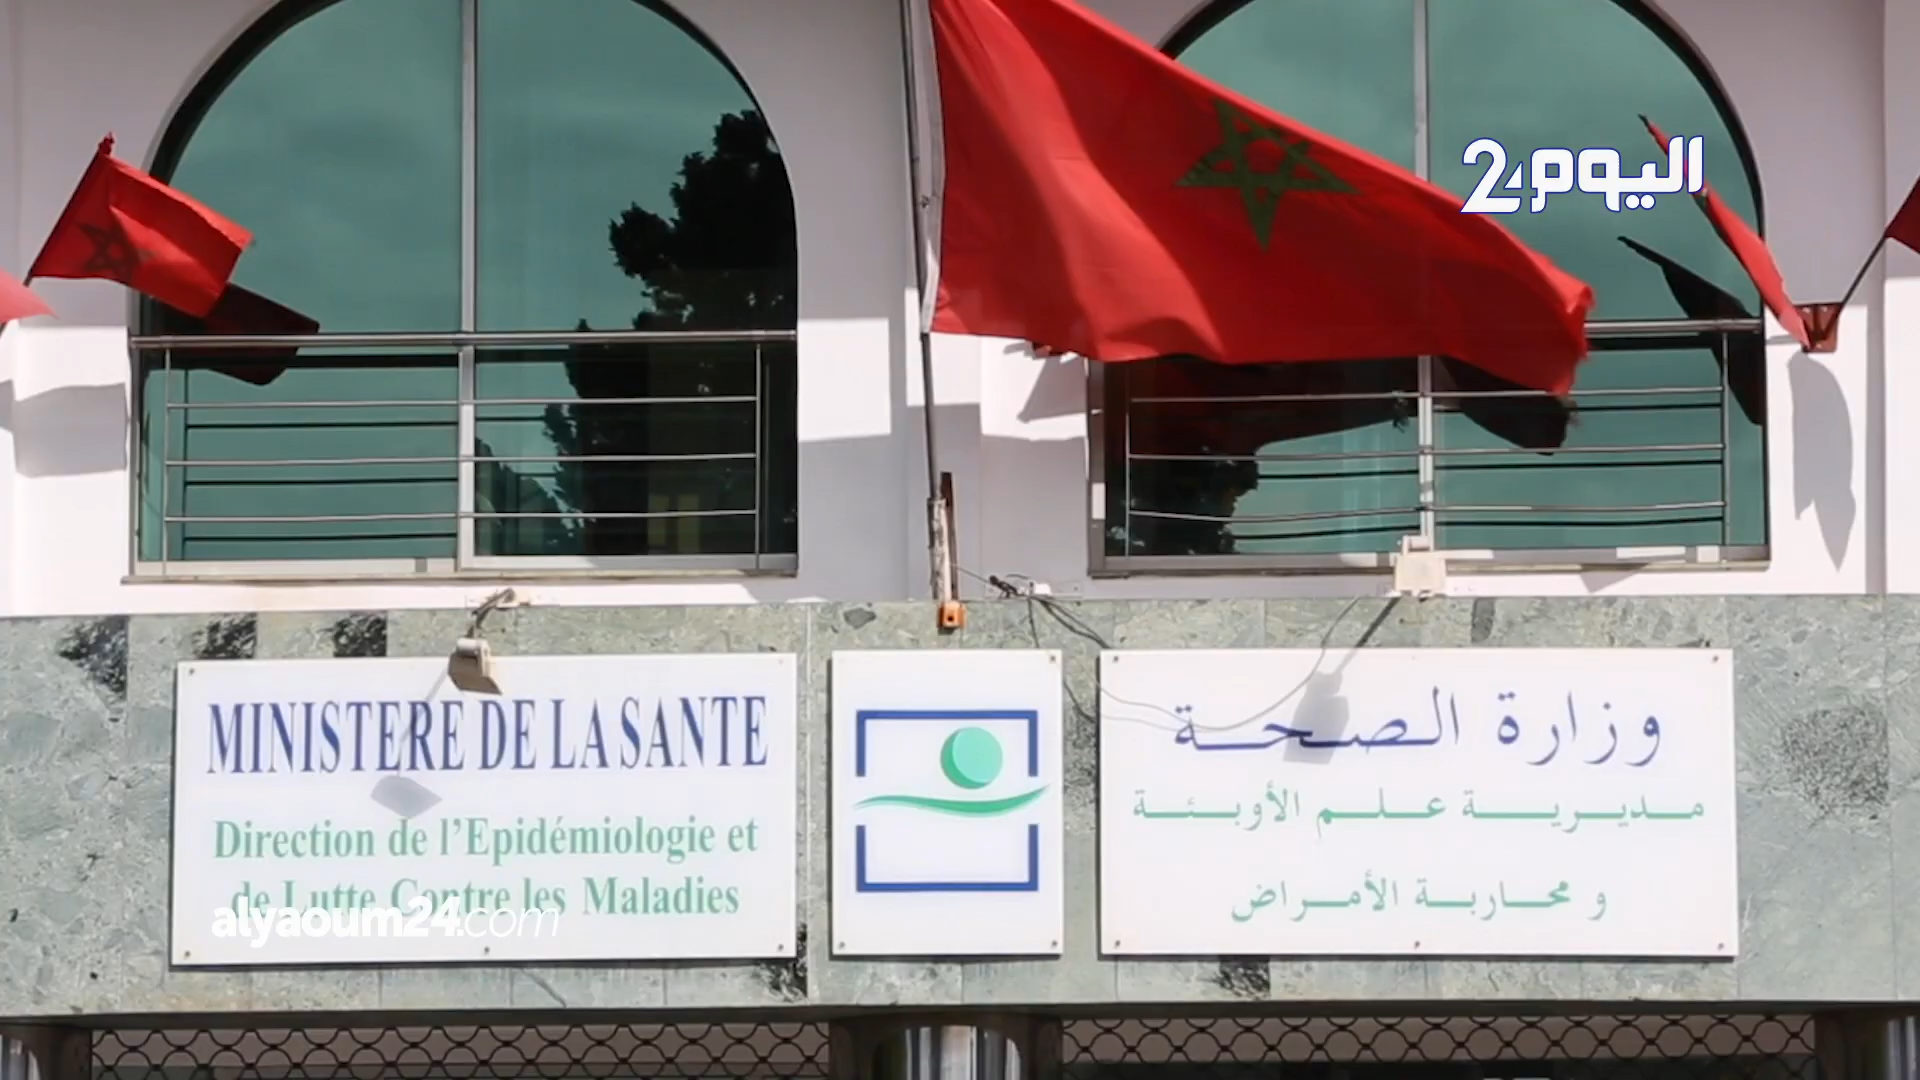 اليوم24
MINISTERE DE LA SANTE
Direction de l'Epidémiologie et
de Lutte Contre les Maladies
وزارة الصحة
مديرية علم الأوبئة
و محاربة الأمراض
alyaoum24.com